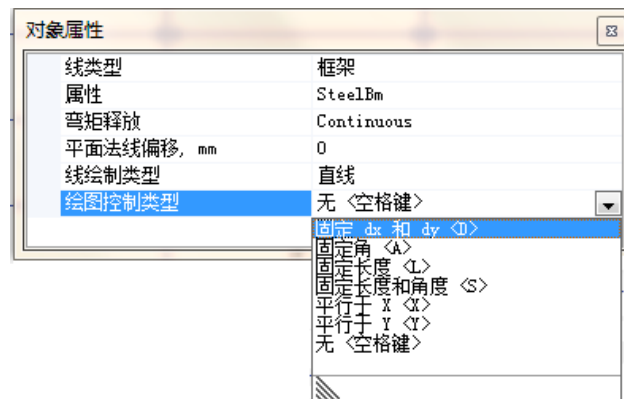 对象属性
线类型 框架
属性 SteelBm
弯矩释放 Continuous
平面法线偏移, mm 0
线绘制类型 直线
绘图控制类型 无 <空格键>
固定 dx 和 dy <D>
固定角 <A>
固定长度 <L>
固定长度和角度 <S>
平行于 X <X>
平行于 Y <Y>
无 <空格键>